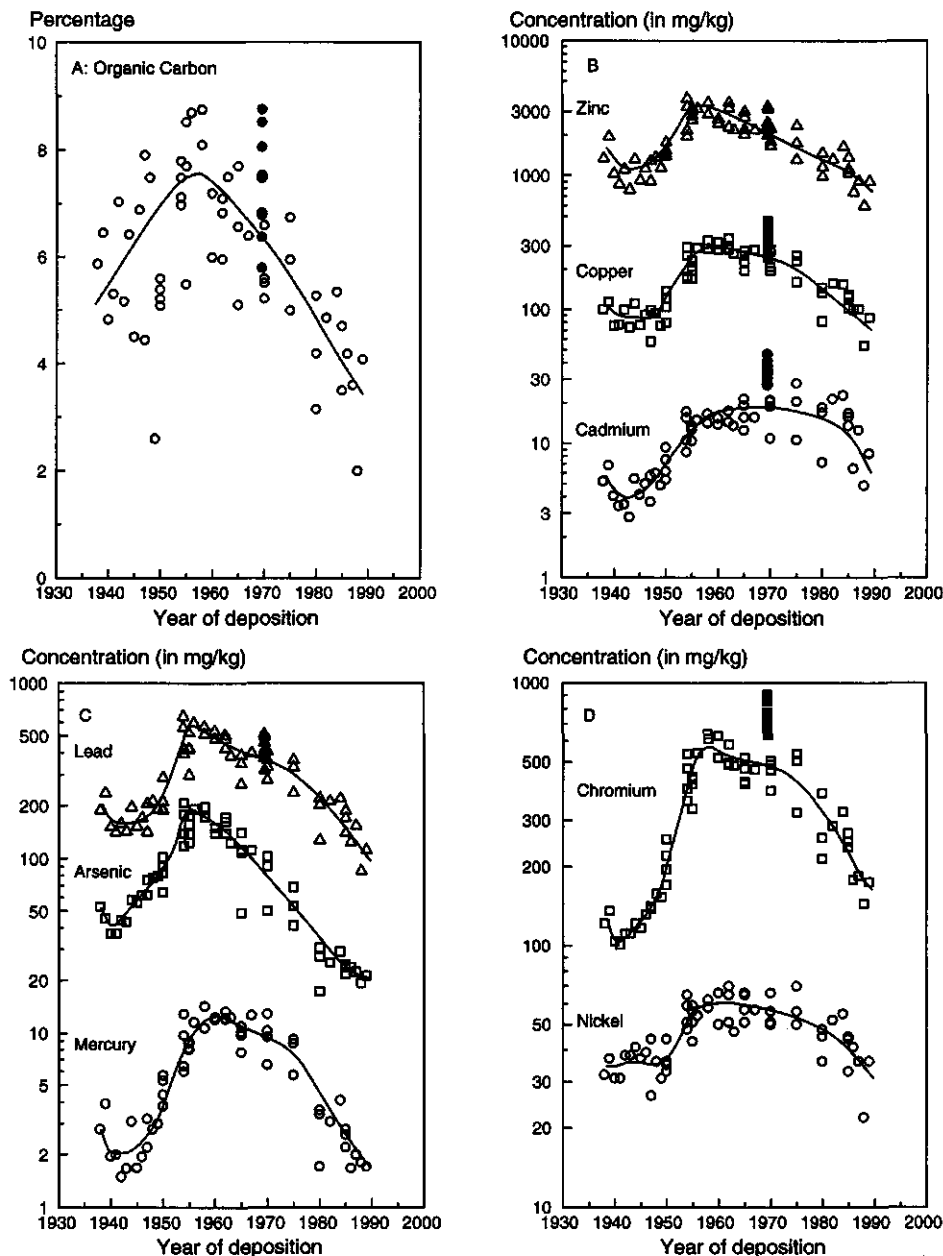 Percentage
10
8
6
4
2
0
A: Organic Carbon
1930 1940 1950 1960 1970 1980 1990 2000
Year of deposition
Concentration (in mg/kg)
10000
3000
1000
300
100
30
10
3
1
B
Zinc
Copper
Cadmium
1930 1940 1950 1960 1970 1980 1990 2000
Year of deposition
Concentration (in mg/kg)
1000
500
200
100
50
20
10
5
2
1
C
Lead
Arsenic
Mercury
1930 1940 1950 1960 1970 1980 1990 2000
Year of deposition
Concentration (in mg/kg)
1000
500
300
200
100
50
30
20
10
D
Chromium
Nickel
1930 1940 1950 1960 1970 1980 1990 2000
Year of deposition